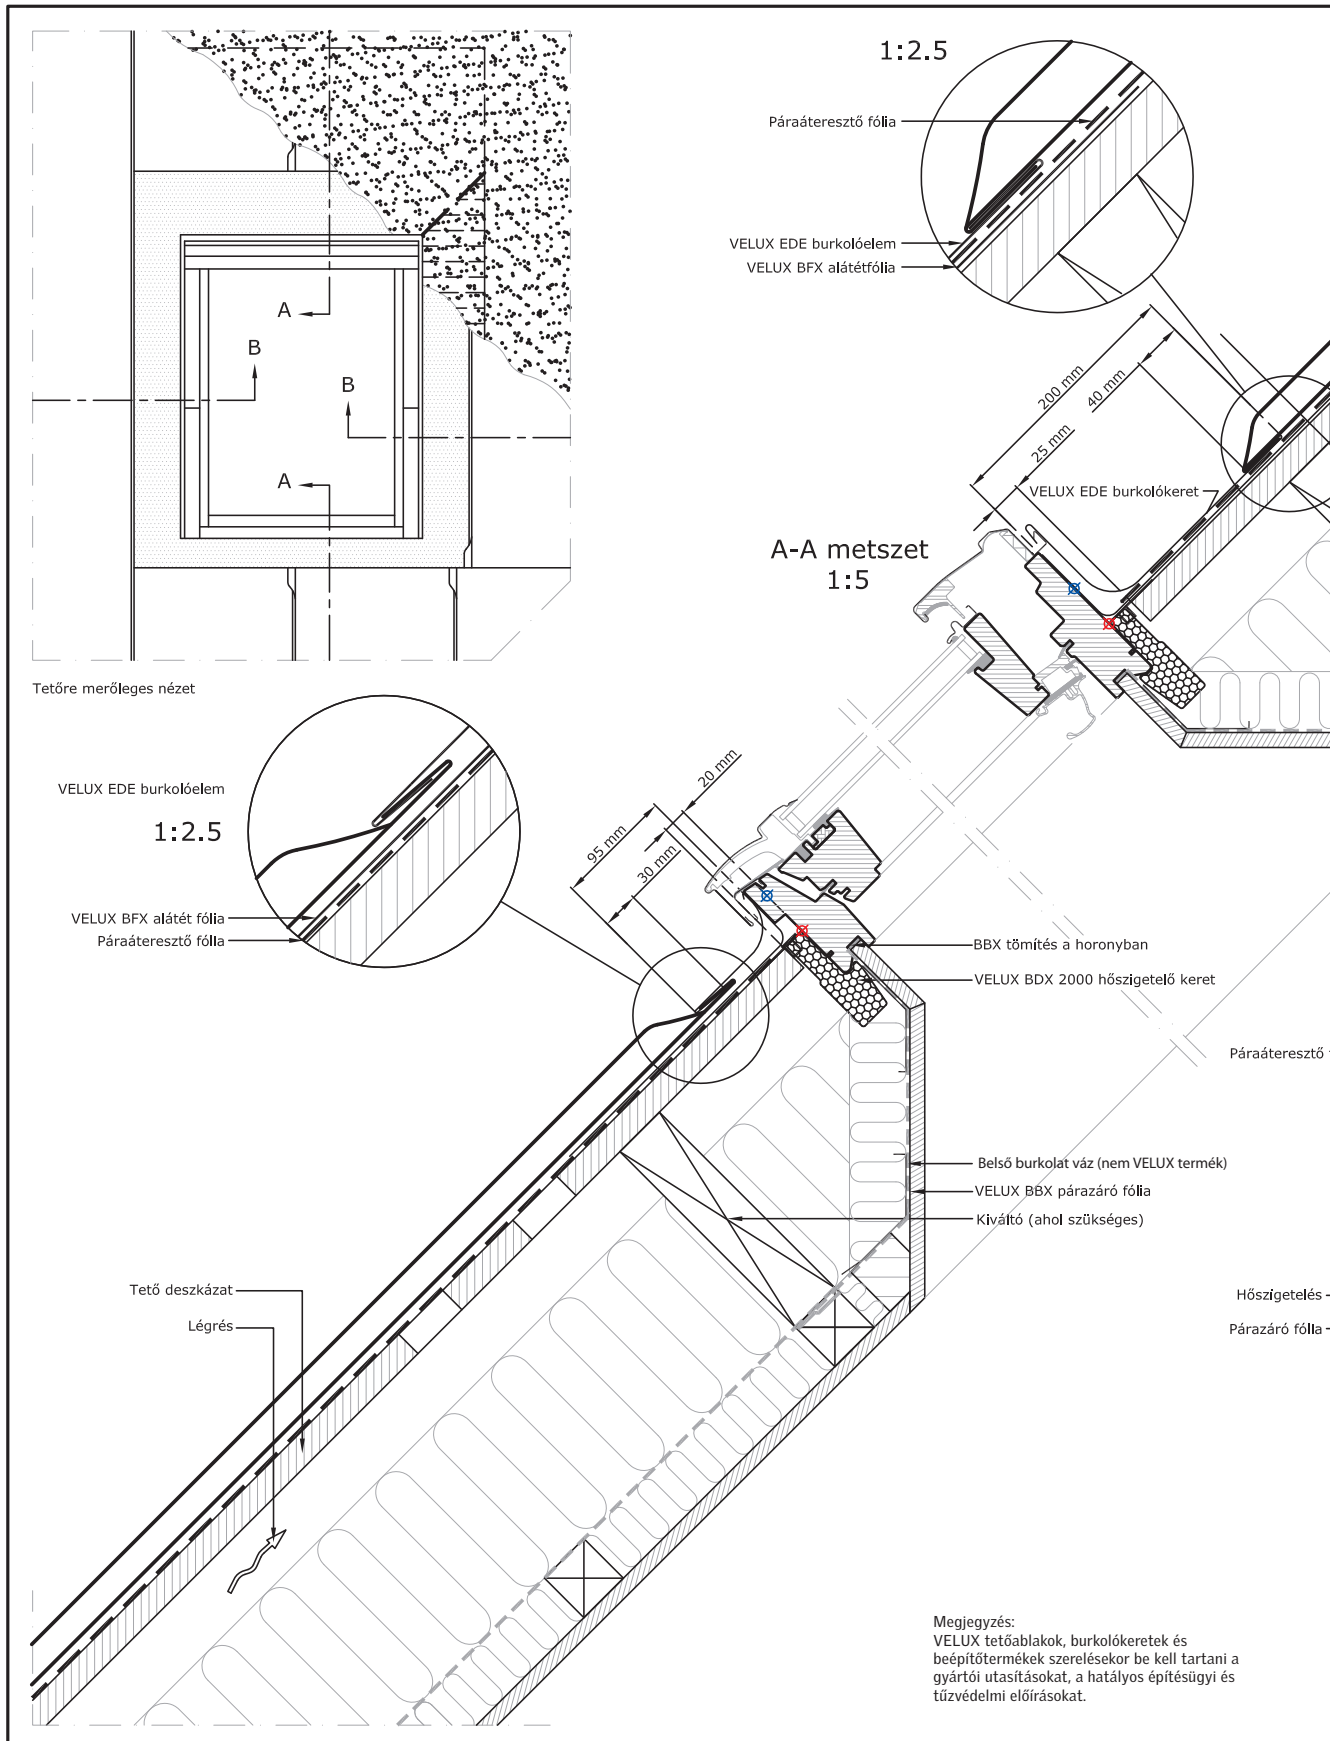 1:2.5
Páraáteresztő fólia
VELUX EDE burkolóelem
VELUX BFX alátétfólia
A
B
B
A
200 mm
40 mm
25 mm
VELUX EDE burkolókeret
A-A metszet
1:5
Tetőre merőleges nézet
VELUX EDE burkolóelem
1:2.5
VELUX BFX alátét fólia
Páraáteresztő fólla
20 mm
95 mm
30 mm
BBX tömítés a horonyban
VELUX BDX 2000 hőszigetelő keret
Páraáteresztő
Belső burkolat váz (nem VELUX termék)
VELUX BBX párazáró fólia
Kiváltó (ahol szükséges)
Tető deszkázat
Légrés
Hőszigetelés
Párazáró fólla
Megjegyzés:
VELUX tetőablakok, burkolókeretek és
beépítőtermékek szerelésekor be kell tartani a
gyártói utasításokat, a hatályos építésügyi és
tűzvédelmi előírásokat.